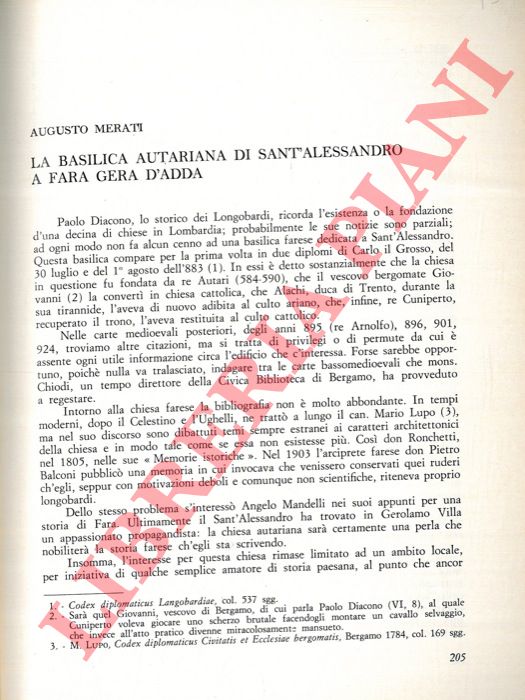 AUGUSTO MERATI
LA BASILICA AUTARIANA DI SANT'ALESSANDRO
A FARA GERA D'ADDA
Paolo Diacono, lo storico dei Longobardi, ricorda l'esistenza o la fondazione
d'una decina di chiese in Lombardia; probabilmente le sue notizie sono parziali;
ad ogni modo non fa alcun cenno ad una basilica farese dedicata a Sant'Alessandro.
Questa basilica compare per la prima volta in due diplomi di Carlo il Grosso, del
30 luglio e del 1° agosto dell'883 (1). In essi è detto sostanzialmente che la chiesa
in questione fu fondata da re Autari (584-590), che il vescovo bergomate Gio-
vanni (2) la convertì in chiesa cattolica, che Alachi, duca di Trento, durante la
sua tirannide, l'aveva di nuovo adibita al culto ariano, che, infine, re Cuniperto,
recuperato il trono, l'aveva restituita al culto cattolico.
Nelle carte medioevali posteriori, degli anni 895 (re Arnolfo), 896, 901,
924, troviamo altre citazioni, ma si tratta di privilegi o di permute da cui è
assente ogni utile informazione circa l'edificio che c'interessa. Forse sarebbe oppor-
tuno, poichè nulla va tralasciato, indagare tra le carte bassomedioevali che mons.
Chiodi, un tempo direttore della Civica Biblioteca di Bergamo, ha provveduto
a regestare.
Intorno alla chiesa farese la bibliografia non è molto abbondante. In tempi
moderni, dopo il Celestino e l'Ughelli, ne trattò a lungo il can. Mario Lupo (3),
ma nel suo discorso sono dibattuti temi sempre estranei ai caratteri architettonici
della chiesa e in modo tale come se essa non esistesse più. Così don Ronchetti,
nel 1805, nelle sue « Memorie istoriche ». Nel 1903 l'arciprete farese don Pietro
Balconi pubblicò una memoria in cui invocava che venissero conservati quei ruderi
ch'egli, seppur con motivazioni deboli e comunque non scientifiche, riteneva proprio
longobardi.
Dello stesso problema s'interessò Angelo Mandelli nei suoi appunti per una
storia di Fara. Ultimamente il Sant'Alessandro ha trovato in Gerolamo Villa
un appassionato propagandista: la chiesa autariana sarà certamente una perla che
nobiliterà la storia farese ch'egli sta scrivendo.
Insomma, l'interesse per questa chiesa rimase limitato ad un ambito locale,
per iniziativa di qualche semplice amatore di storia paesana, al punto che ancor
1. - Codex diplomaticus Langobardiae, col. 537 sgg.
2. - Sarà quel Giovanni, vescovo di Bergamo, di cui parla Paolo Diacono (VI, 8), al quale
Cuniperto voleva giocare uno scherzo brutale facendogli montare un cavallo selvaggio,
che invece all'atto pratico divenne miracolosamente mansueto.
3. - M. LUPO, Codex diplomaticus Civitatis et Ecclesiae bergomatis, Bergamo 1784, col. 169 sgg.
205
LIBRERIA PIANI